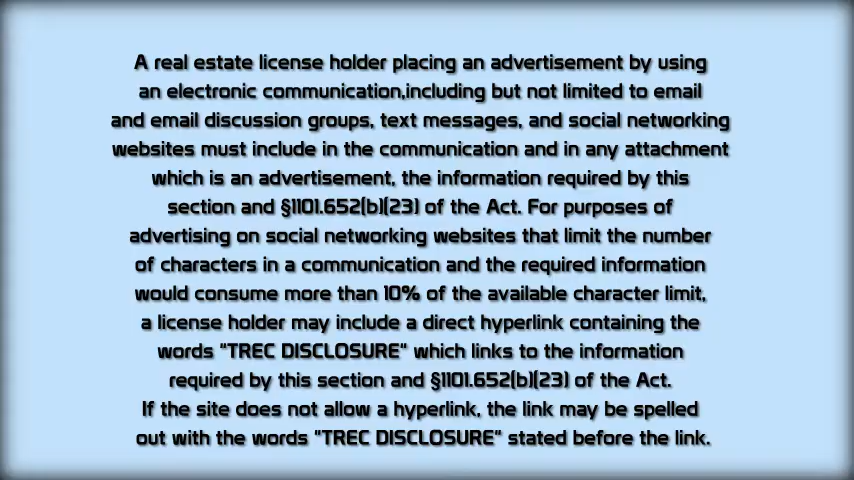 A real estate license holder placing an advertisement by using
an electronic communication,including but not limited to email
and email discussion groups, text messages, and social networking
websites must include in the communication and in any attachment
which is an advertisement, the information required by this
section and §1101.652(b)(23) of the Act. For purposes of
advertising on social networking websites that limit the number
of characters in a communication and the required information
would consume more than 10% of the available character limit,
a license holder may include a direct hyperlink containing the
words "TREC DISCLOSURE" which links to the information
required by this section and §1101.652(b)(23) of the Act.
If the site does not allow a hyperlink, the link may be spelled
out with the words "TREC DISCLOSURE" stated before the link.